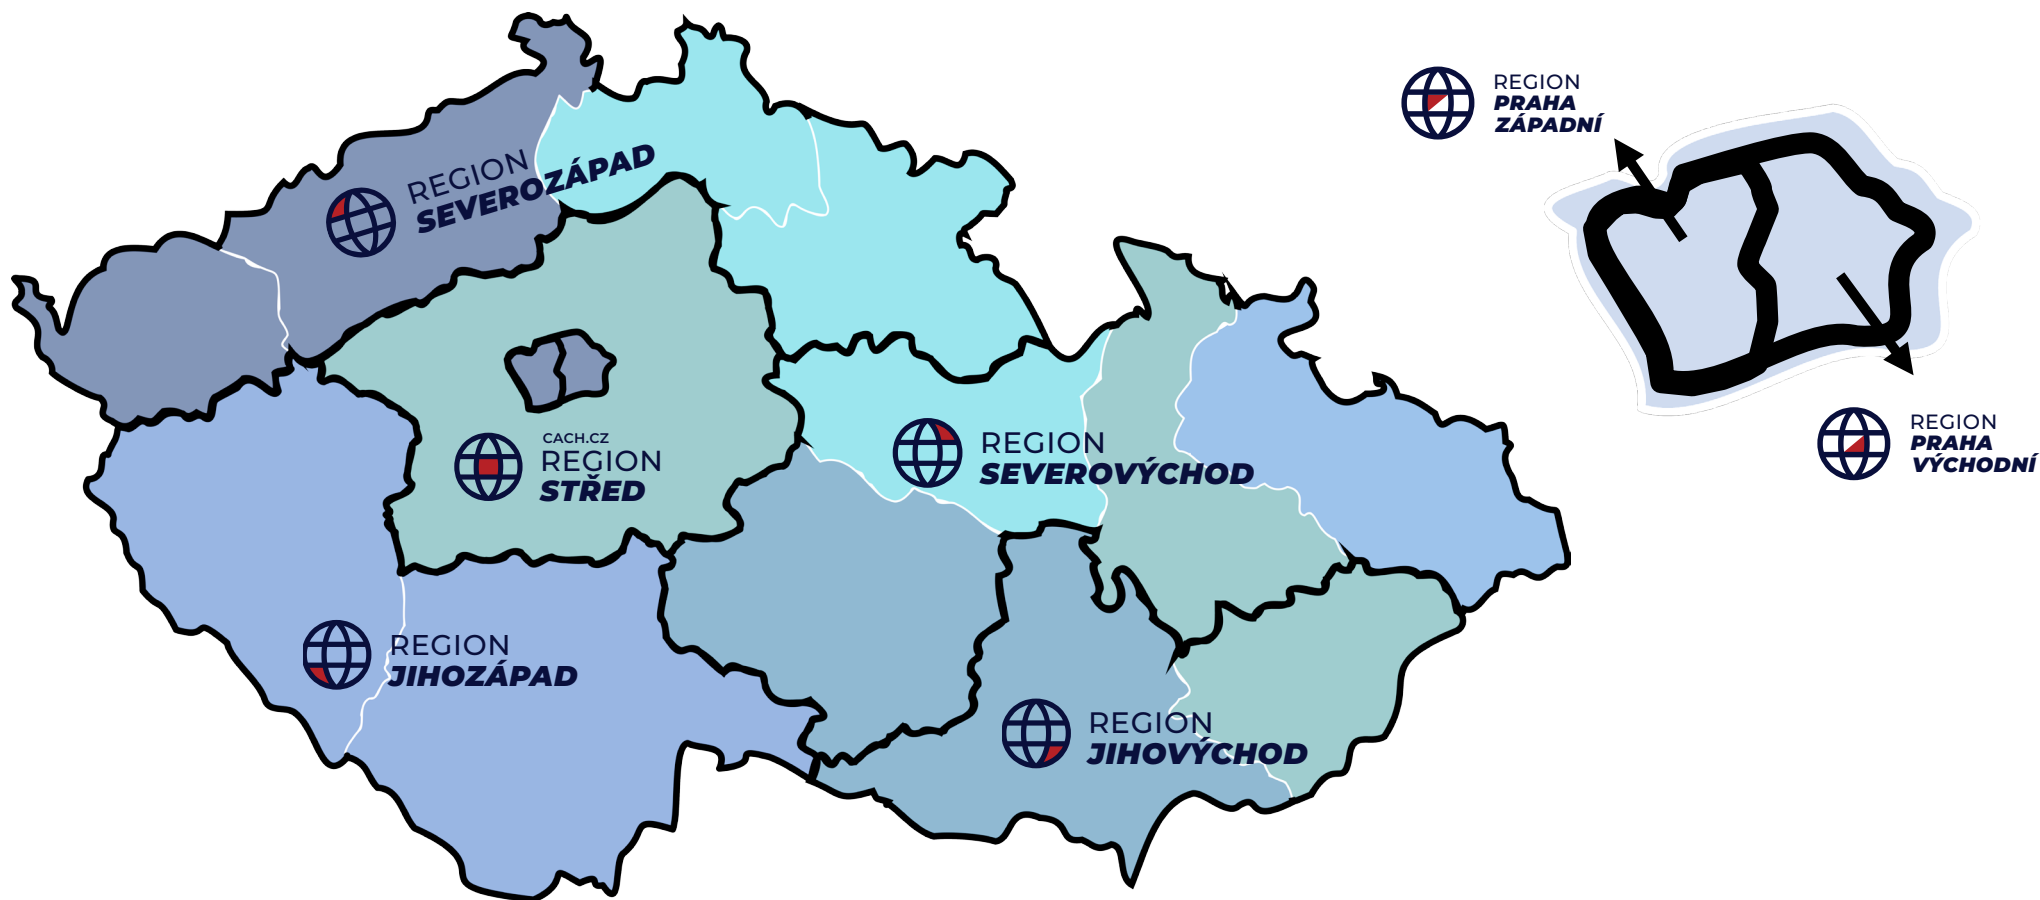 REGION
PRAHA
ZÁPADNÍ
REGION
SEVEROZÁPAD
CACH.CZ
REGION
STŘED
REGION
SEVEROVÝCHOD
REGION
PRAHA
VÝCHODNÍ
REGION
JIHOZÁPAD
REGION
JIHOVÝCHOD